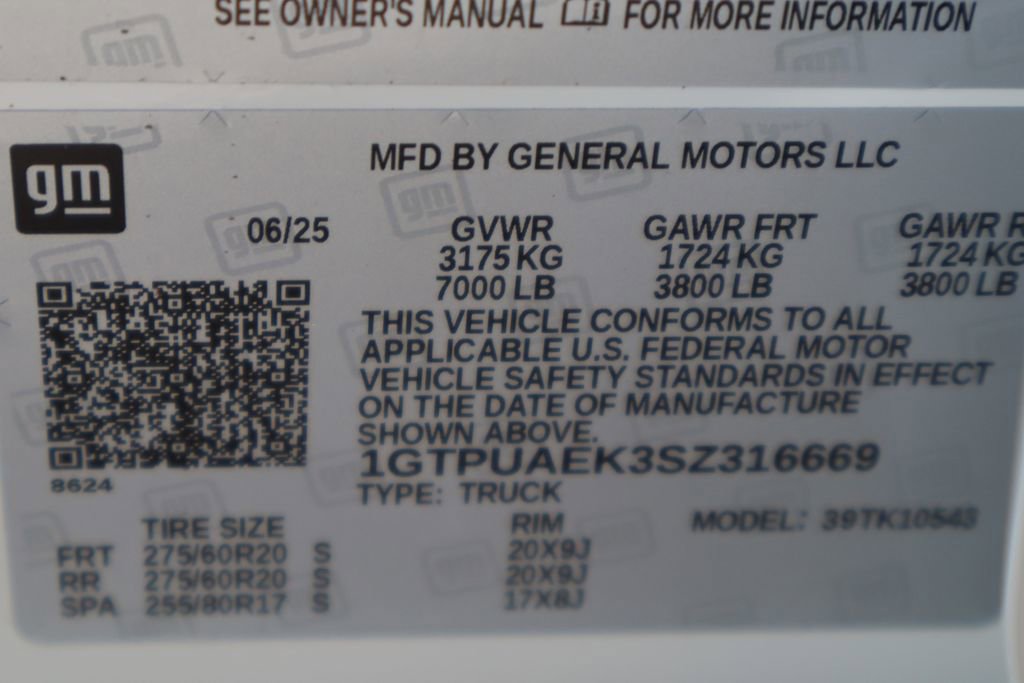 SEE OWNER'S MANUAL FOR MORE INFORMATION
gm
MFD BY GENERAL MOTORS LLC
06/25 GVWR GAWR FRT GAWR R
3175 KG 1724 KG 1724 KG
7000 LB 3800 LB 3800 LB
THIS VEHICLE CONFORMS TO ALL
APPLICABLE U.S. FEDERAL MOTOR
VEHICLE SAFETY STANDARDS IN EFFECT
ON THE DATE OF MANUFACTURE
SHOWN ABOVE.
1GTPUAEK3SZ316669
8624
TYPE: TRUCK
TIRE SIZE RIM MODEL: 39TK10543
FRT 275/60R20 S 20X9J
RR 275/60R20 S 20X9J
SPA 255/80R17 S 17X8J